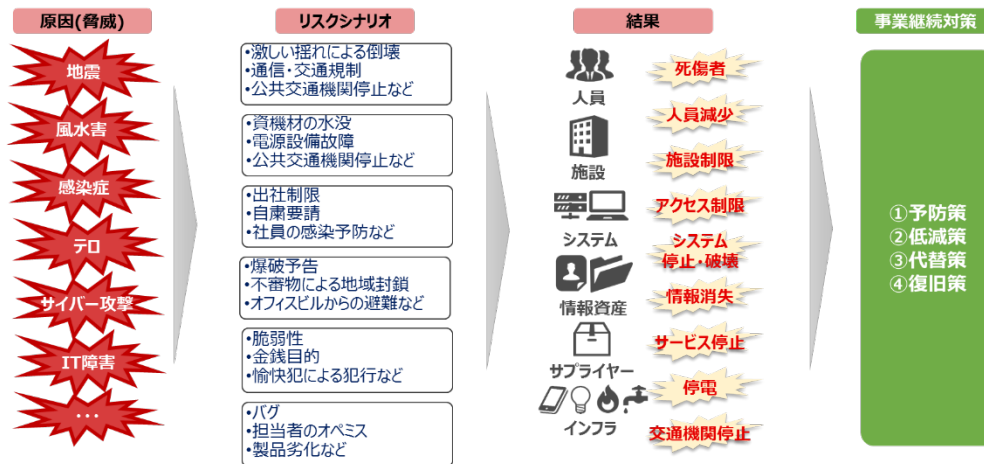 原因(脅威)
地震
風水害
感染症
テロ
サイバー攻撃
IT障害
・・・
リスクシナリオ
•激しい揺れによる倒壊
•通信・交通規制
•公共交通機関停止など
•資機材の水没
•電源設備故障
•公共交通機関停止など
•出社制限
•自粛要請
•社員の感染予防など
•爆破予告
•不審物による地域封鎖
•オフィスビルからの避難など
•脆弱性
•金銭目的
•愉快犯による犯行など
•バグ
•担当者のオペミス
•製品劣化など
結果
人員
施設
システム
情報資産
サプライヤー
インフラ
死傷者
人員減少
施設制限
アクセス制限
システム
停止・破壊
情報消失
サービス停止
停電
交通機関停止
事業継続対策
①予防策
②低減策
③代替策
④復旧策